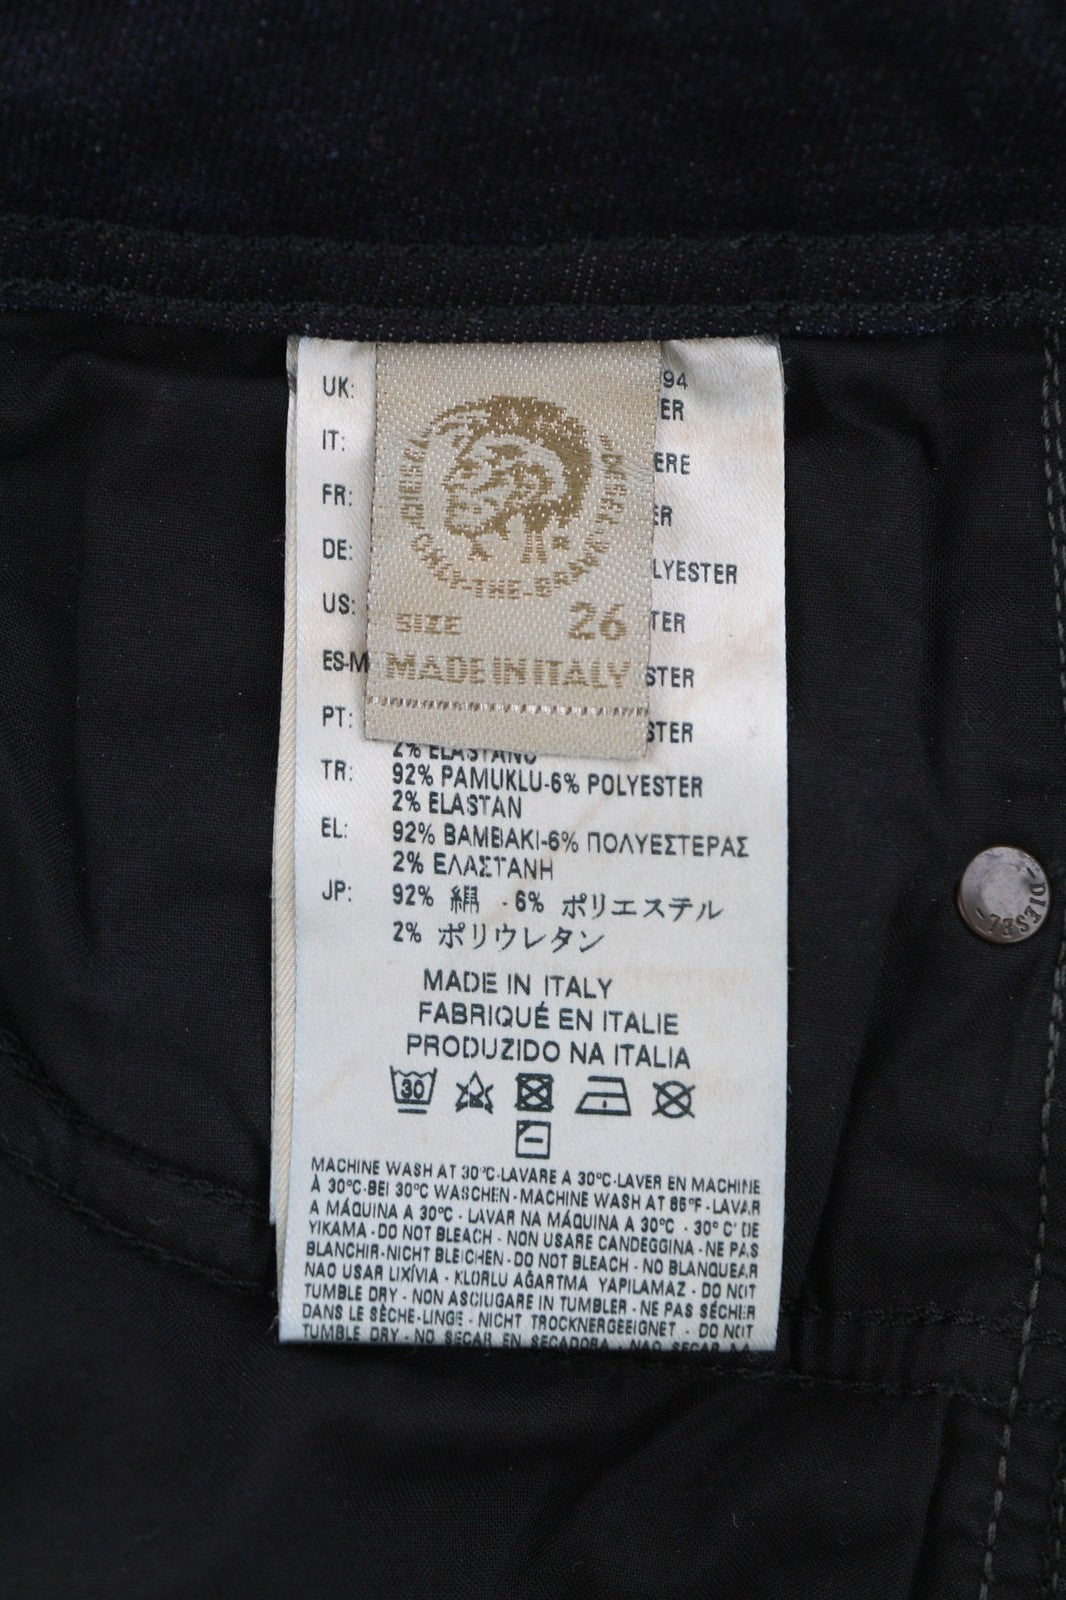 UK:
94
ER
IT:
ERE
FR:
ER
DE:
LYESTER
US:
TER
ES-M
STER
PT:
STER
DIESEL
ONLY-THE-BRAVE
SIZE 26
MADE IN ITALY
2% ELASTANO
TR: 92% PAMUKLU-6% POLYESTER
2% ELASTAN
EL: 92% BAMBAKI-6% ΠΟΛΥΕΣΤΕΡΑΣ
2% ΕΛΑΣΤΑΝΗ
JP: 92% 綿 - 6% ポリエステル
2% ポリウレタン
MADE IN ITALY
FABRIQUÉ EN ITALIE
PRODUZIDO NA ITALIA
30
MACHINE WASH AT 30°C-LAVARE A 30°C-LAVER EN MACHINE
À 30°C-BEI 30°C WASCHEN-MACHINE WASH AT 86°F-LAVAR
A MÁQUINA A 30°C - LAVAR NA MÁQUINA A 30°C - 30° C' DE
YIKAMA - DO NOT BLEACH - NON USARE CANDEGGINA - NE PAS
BLANCHIR-NICHT BLEICHEN-DO NOT BLEACH - NO BLANQUEAR
NAO USAR LIXÍVIA - KLORLU AĞARTMA YAPILAMAZ - DO NOT
TUMBLE DRY - NON ASCIUGARE IN TUMBLER - NE PAS SÉCHER
DANS LE SÈCHE-LINGE - NICHT TROCKNERGEEIGNET - DO NOT
TUMBLE DRY - NO SECAR EN SECADORA - NAO SECAR NA
DIESEL